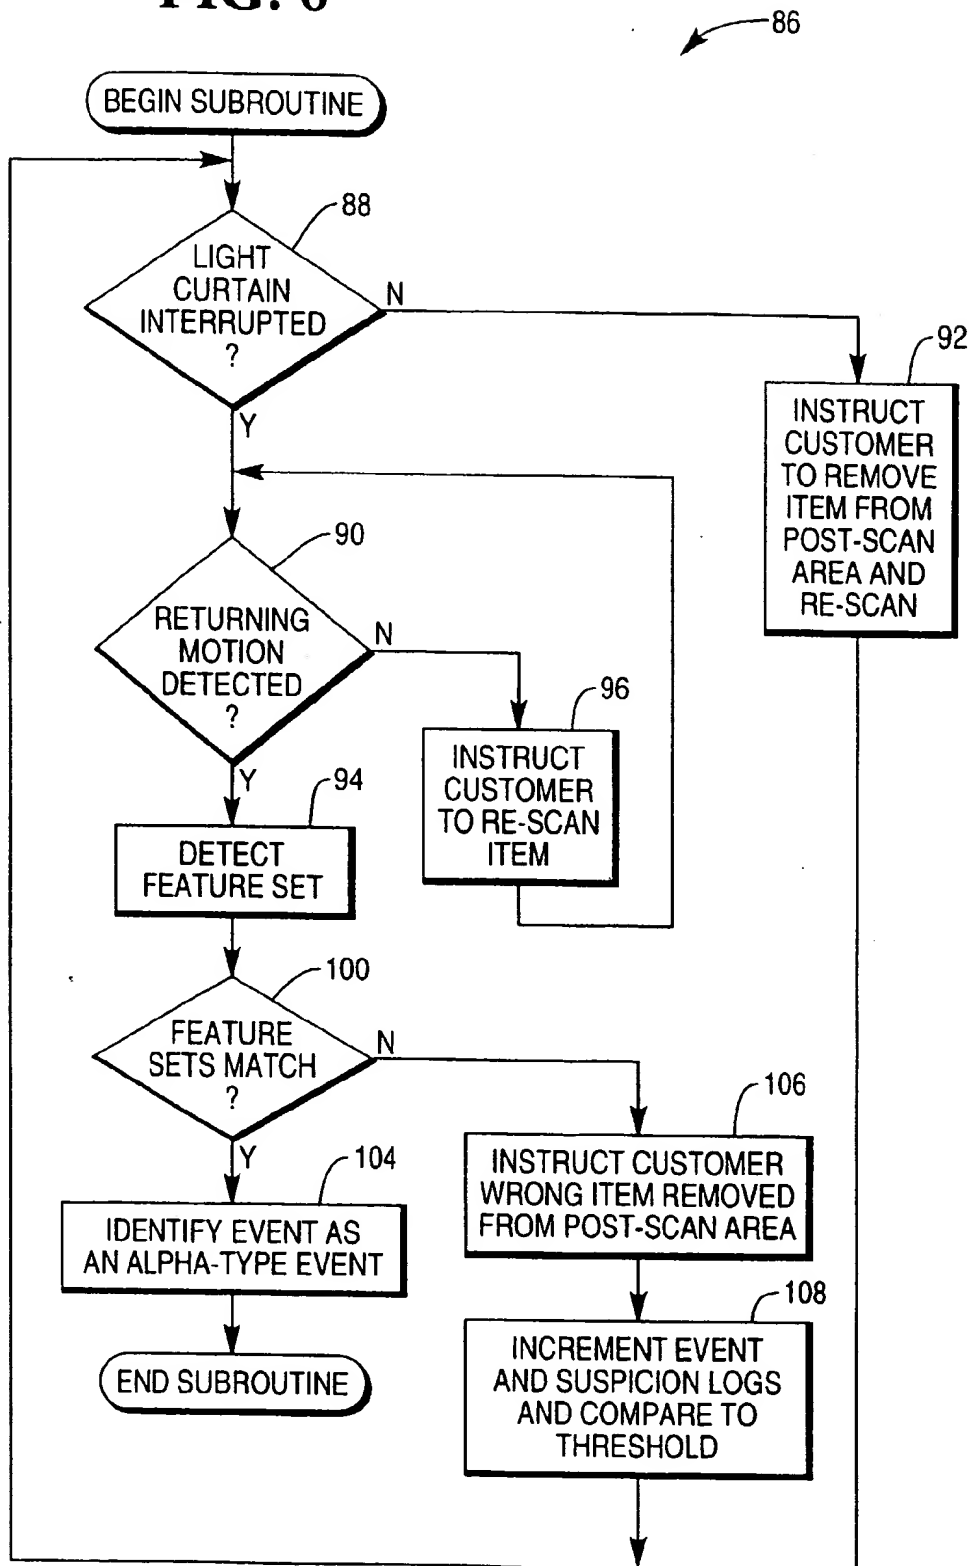 FIG. 6
86
BEGIN SUBROUTINE
88
LIGHT
CURTAIN
INTERRUPTED
?
N
Y
92
INSTRUCT
CUSTOMER
TO REMOVE
ITEM FROM
POST-SCAN
AREA AND
RE-SCAN
90
RETURNING
MOTION
DETECTED
?
N
Y
96
INSTRUCT
CUSTOMER
TO RE-SCAN
ITEM
94
DETECT
FEATURE SET
100
FEATURE
SETS MATCH
?
N
Y
106
INSTRUCT CUSTOMER
WRONG ITEM REMOVED
FROM POST-SCAN AREA
104
IDENTIFY EVENT AS
AN ALPHA-TYPE EVENT
108
INCREMENT EVENT
AND SUSPICION LOGS
AND COMPARE TO
THRESHOLD
END SUBROUTINE